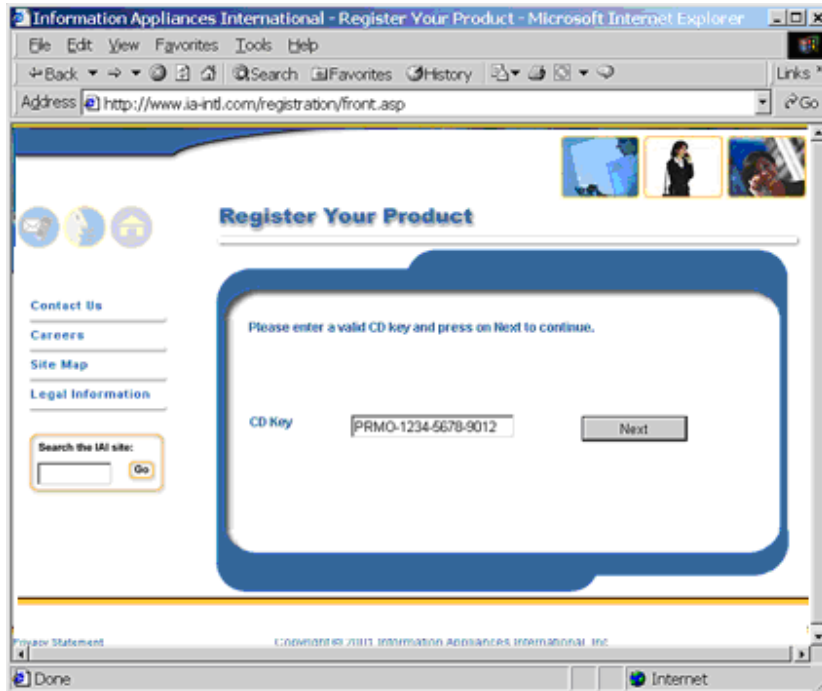 Information Appliances International - Register Your Product - Microsoft Internet Explorer
File Edit View Favorites Tools Help
Back Search Favorites History Links
Address http://www.ia-intl.com/registration/front.asp Go
Register Your Product
Contact Us
Careers
Site Map
Legal Information
Search the IAI site:
Go
Please enter a valid CD key and press on Next to continue.
CD Key PRMO-1234-5678-9012 Next
Privacy Statement Copyright © 2001 Information Appliances International, Inc
Done Internet